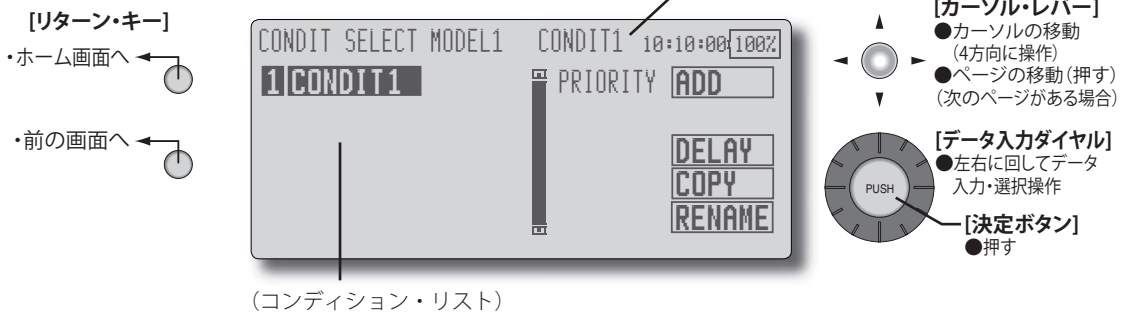 [リターン・キー]
・ホーム画面へ
・前の画面へ
CONDIT SELECT MODEL1 CONDIT1 10:10:00 100%
1 CONDIT1
PRIORITY ADD
DELAY
COPY
RENAME
(コンディション・リスト)
[カーソル・レバー]
●カーソルの移動
(4方向に操作)
●ページの移動(押す)
(次のページがある場合)
[データ入力ダイヤル]
●左右に回してデータ
入力・選択操作
PUSH
[決定ボタン]
●押す